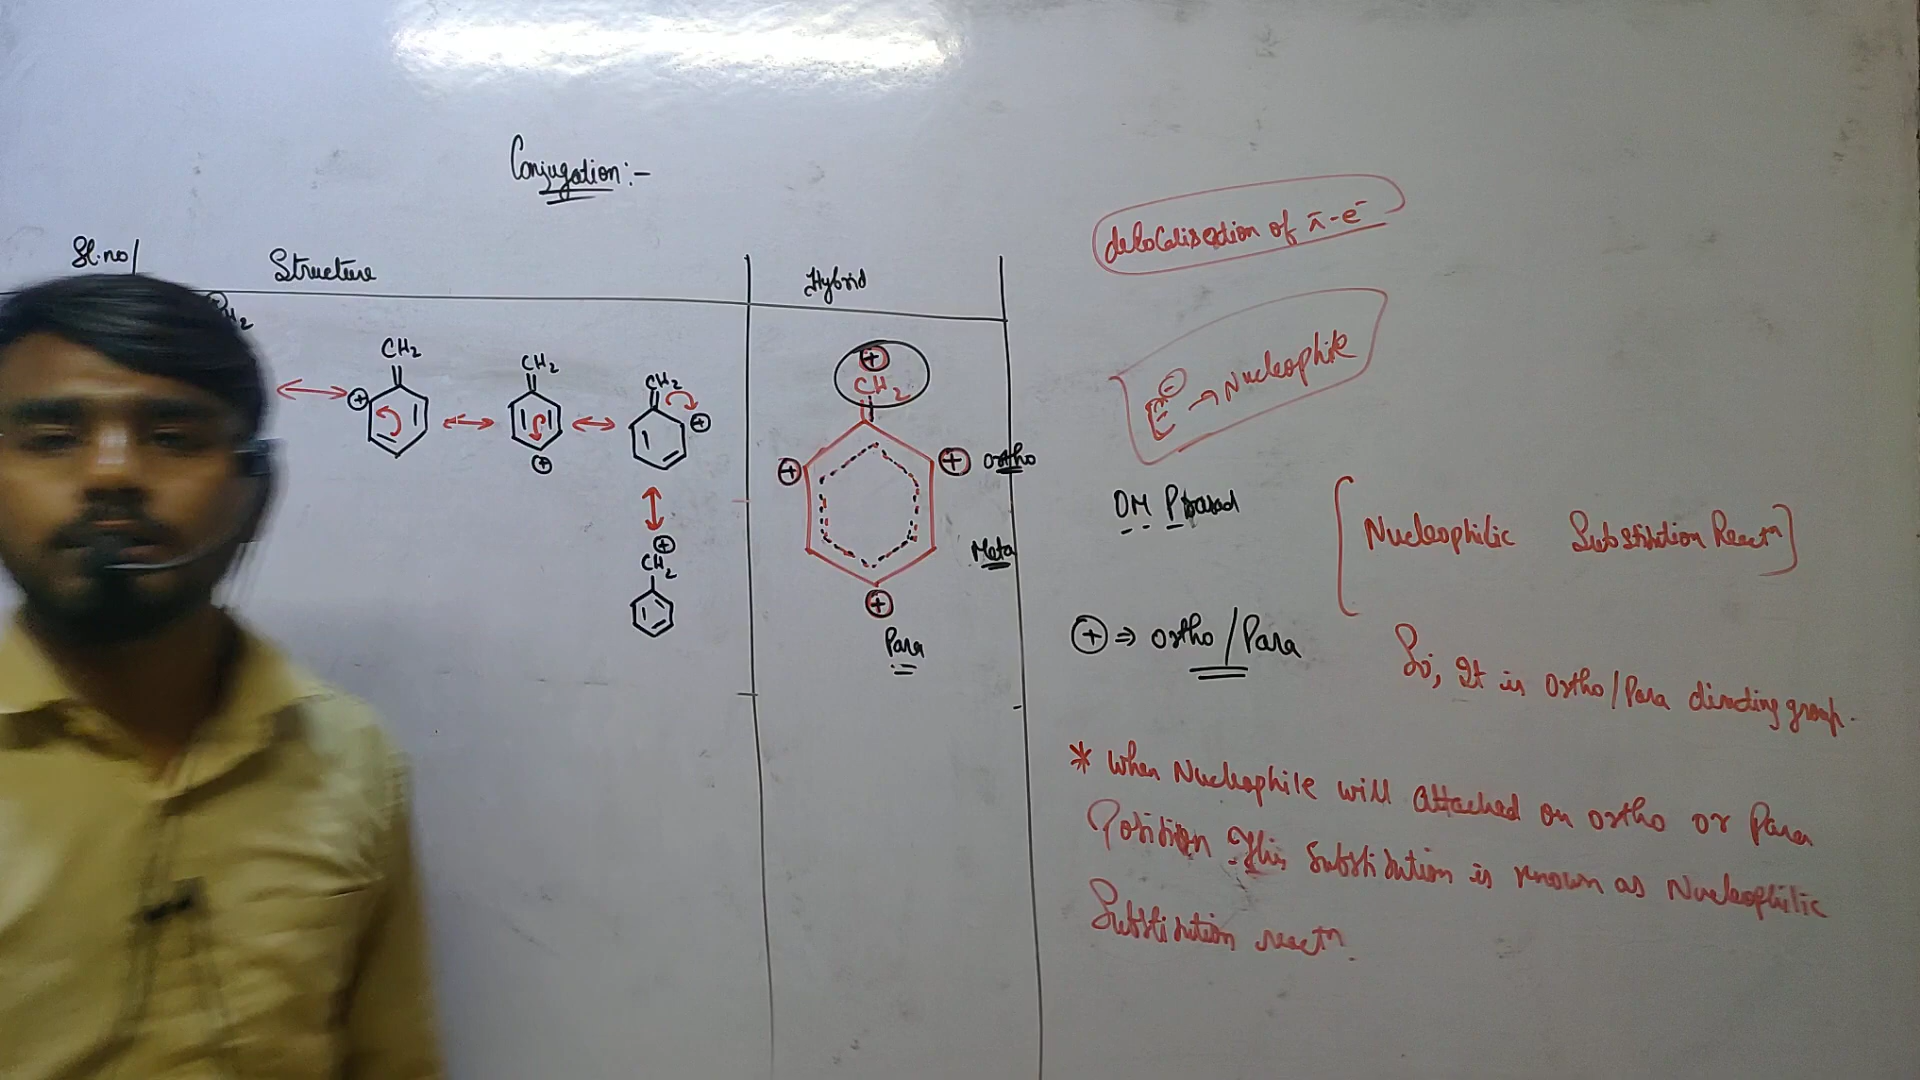 Conjugation:-
Sl.no/
Structure
Hybrid
CH2
CH2
CH2
⊕
⊕
⊕
⊕
CH2
⊕
CH2
⊕
⊕ ortho
Meta
⊕
Para
delocalisation of π-e-
E⊖ → Nucleophile
OM Prasad
[Nucleophilic Substitution Reactn]
⊕ ⇒ ortho/Para
So, It is ortho/Para directing group.
* When Nucleophile will attached on ortho or Para
Position. This Substitution is known as Nucleophilic
Substitution reactn.